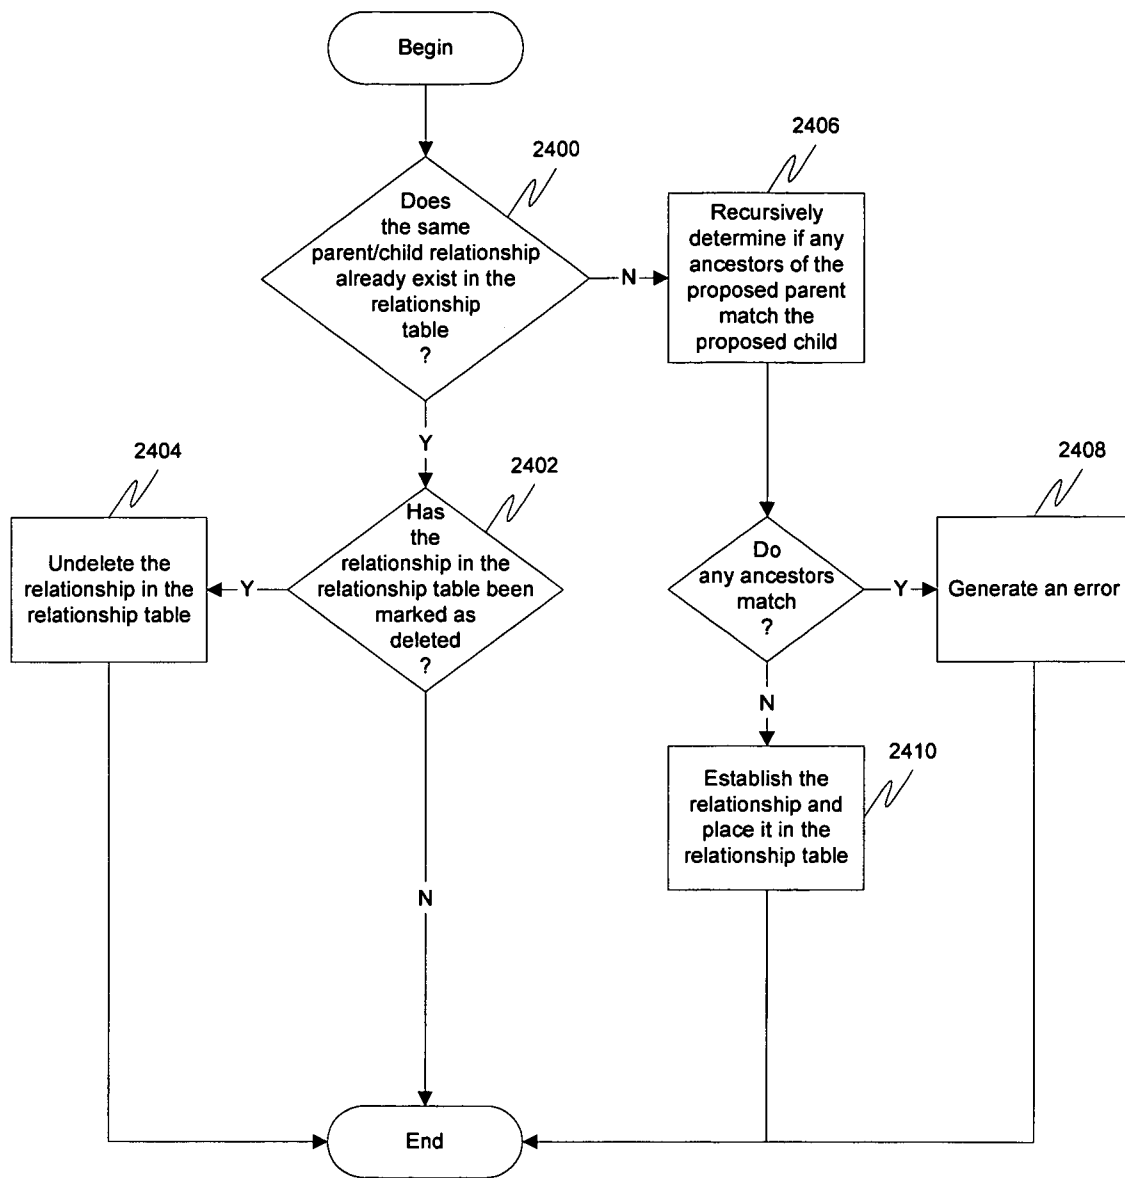 Begin
2400
Does
the same
parent/child relationship
already exist in the
relationship
table
?
N
2406
Recursively
determine if any
ancestors of the
proposed parent
match the
proposed child
Y
2404
Undelete the
relationship in the
relationship table
Y
2402
Has
the
relationship in the
relationship table been
marked as
deleted
?
N
Do
any ancestors
match
?
Y
2408
Generate an error
N
2410
Establish the
relationship and
place it in the
relationship table
End